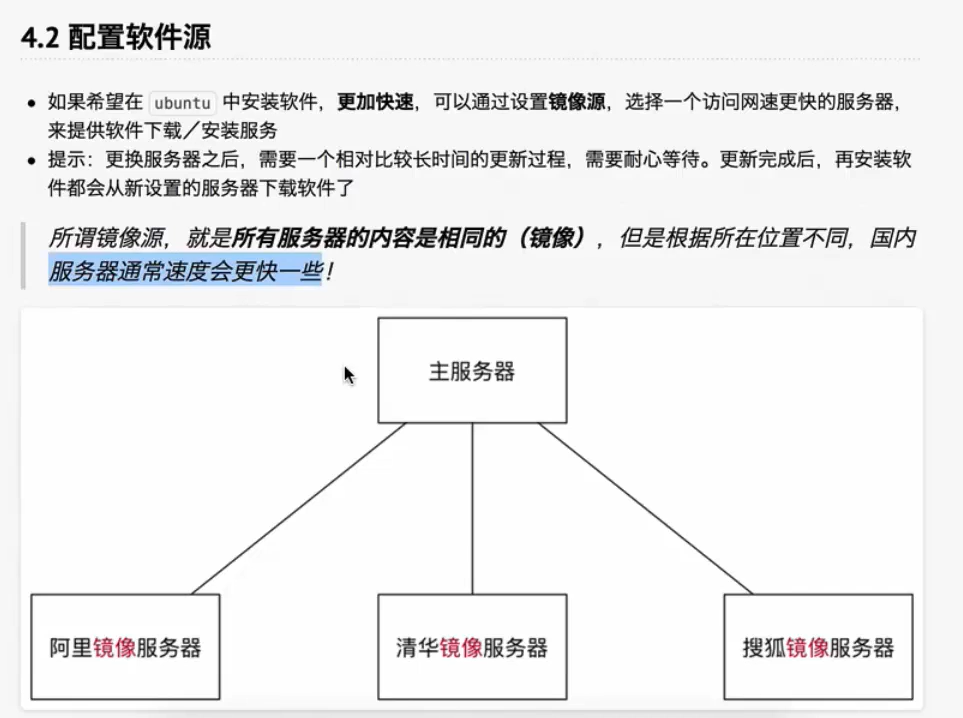 4.2 配置软件源
如果希望在 ubuntu 中安装软件，更加快速，可以通过设置镜像源，选择一个访问网速更快的服务器，
来提供软件下载／安装服务
提示：更换服务器之后，需要一个相对比较长时间的更新过程，需要耐心等待。更新完成后，再安装软
件都会从新设置的服务器下载软件了
所谓镜像源，就是所有服务器的内容是相同的（镜像），但是根据所在位置不同，国内
服务器通常速度会更快一些！
主服务器
阿里镜像服务器
清华镜像服务器
搜狐镜像服务器